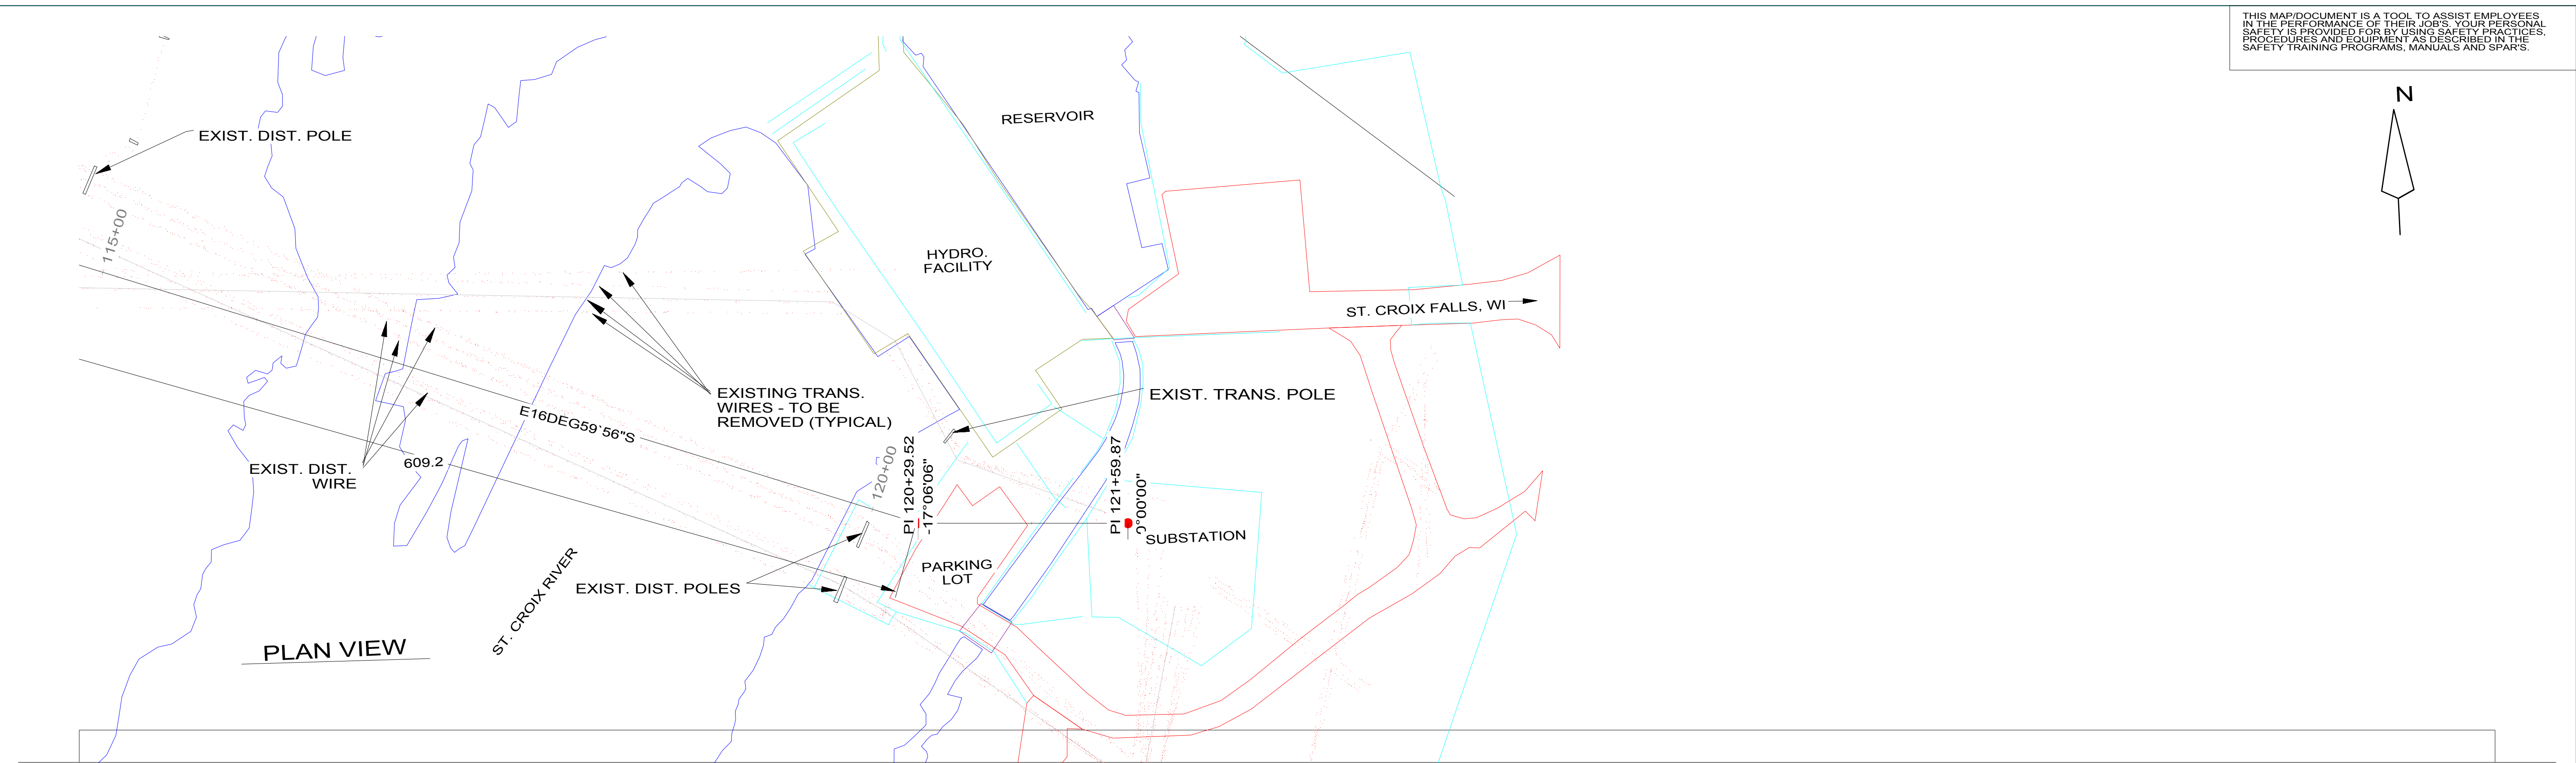 THIS MAP/DOCUMENT IS A TOOL TO ASSIST EMPLOYEES
IN THE PERFORMANCE OF THEIR JOB'S. YOUR PERSONAL
SAFETY IS PROVIDED FOR BY USING SAFETY PRACTICES,
PROCEDURES AND EQUIPMENT AS DESCRIBED IN THE
SAFETY TRAINING PROGRAMS, MANUALS AND SPAR'S.
N
EXIST. DIST. POLE
RESERVOIR
115+00
HYDRO.
FACILITY
ST. CROIX FALLS, WI
EXISTING TRANS.
WIRES - TO BE
REMOVED (TYPICAL)
EXIST. TRANS. POLE
E16DEG59`56"S
609.2
EXIST. DIST.
WIRE
120+00
PI 120+29.52
-17°06'06"
PI 121+59.87
0°00'00"
SUBSTATION
PARKING
LOT
EXIST. DIST. POLES
ST. CROIX RIVER
PLAN VIEW